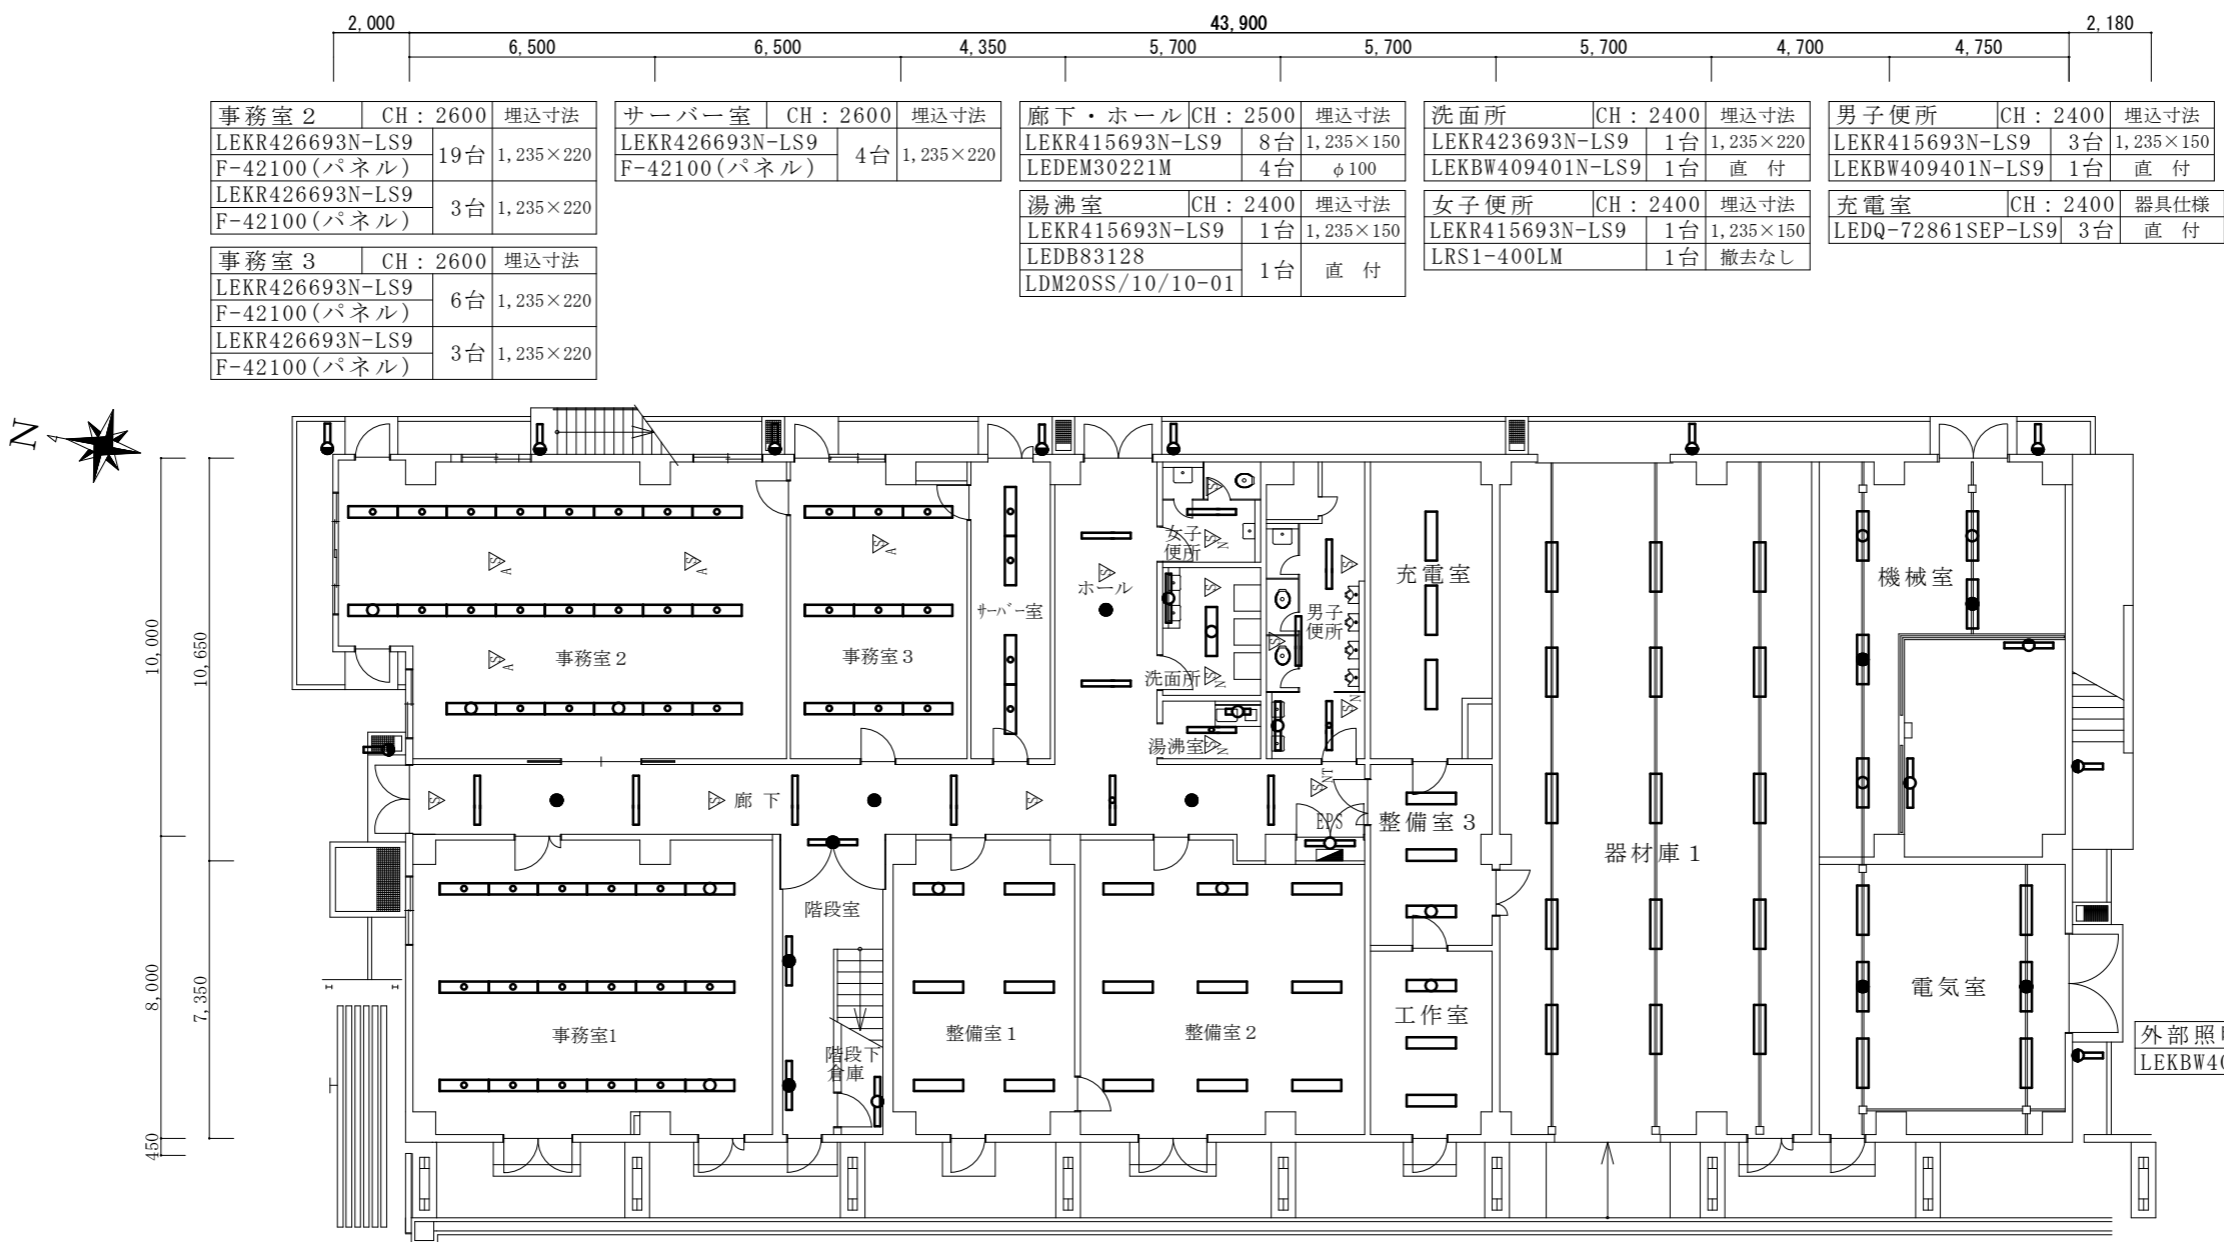 2,000 43,900 2,180
6,500 6,500 4,350 5,700 5,700 5,700 4,700 4,750
事務室２ CH：2600 埋込寸法
LEKR426693N-LS9
F-42100(パネル) 19台 1,235×220
LEKR426693N-LS9
F-42100(パネル) 3台 1,235×220
事務室３ CH：2600 埋込寸法
LEKR426693N-LS9
F-42100(パネル) 6台 1,235×220
LEKR426693N-LS9
F-42100(パネル) 3台 1,235×220
サーバー室 CH：2600 埋込寸法
LEKR426693N-LS9
F-42100(パネル) 4台 1,235×220
廊下・ホール CH：2500 埋込寸法
LEKR415693N-LS9 8台 1,235×150
LEDEM30221M 4台 φ100
湯沸室 CH：2400 埋込寸法
LEKR415693N-LS9 1台 1,235×150
LEDB83128
LDM20SS/10/10-01 1台 直 付
洗面所 CH：2400 埋込寸法
LEKR423693N-LS9 1台 1,235×220
LEKBW409401N-LS9 1台 直 付
女子便所 CH：2400 埋込寸法
LEKR415693N-LS9 1台 1,235×150
LRS1-400LM 1台 撤去なし
男子便所 CH：2400 埋込寸法
LEKR415693N-LS9 3台 1,235×150
LEKBW409401N-LS9 1台 直 付
充電室 CH：2400 器具仕様
LEDQ-72861SEP-LS9 3台 直 付
N
10,000
10,650
8,000
7,350
450
事務室２
S A
S A
S A
事務室３
S A
サーバー室
ホール
S
女子
便所
S
S N
洗面所
S
S N
湯沸室
S N
男子
便所
S
S
S N
充電室
機械室
S
S
廊 下
S
S NT
EPS
整備室３
器材庫１
階段室
階段下
倉庫
事務室1
整備室１
整備室２
工作室
電気室
外部照
LEKBW4